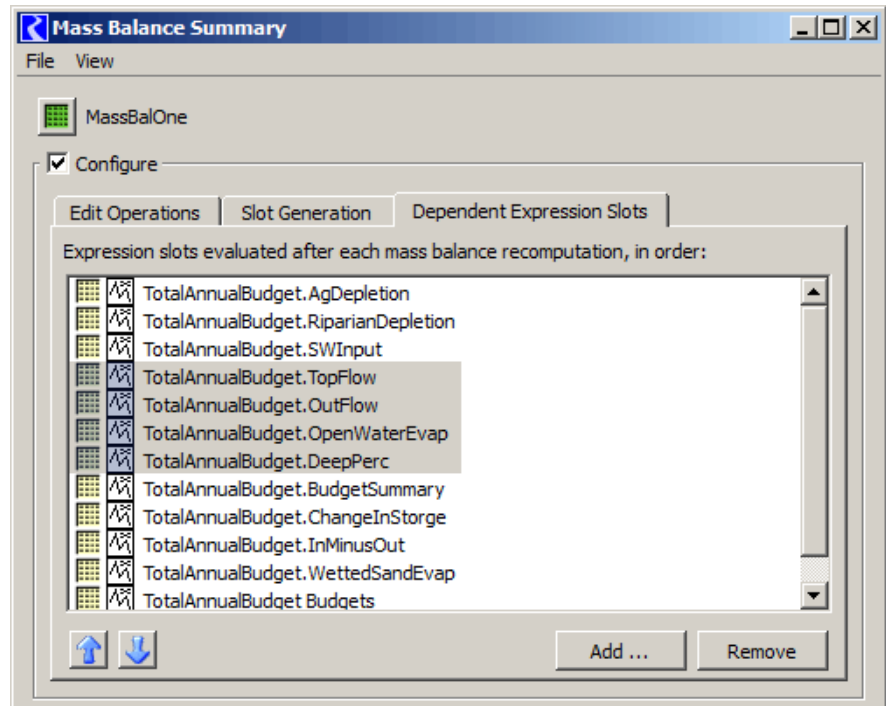 Mass Balance Summary
File View
MassBalOne
Configure
Edit Operations Slot Generation Dependent Expression Slots
Expression slots evaluated after each mass balance recomputation, in order:
TotalAnnualBudget.AgDepletion
TotalAnnualBudget.RiparianDepletion
TotalAnnualBudget.SWInput
TotalAnnualBudget.TopFlow
TotalAnnualBudget.OutFlow
TotalAnnualBudget.OpenWaterEvap
TotalAnnualBudget.DeepPerc
TotalAnnualBudget.BudgetSummary
TotalAnnualBudget.ChangeInStorge
TotalAnnualBudget.InMinusOut
TotalAnnualBudget.WettedSandEvap
TotalAnnualBudget Budgets
Add ... Remove